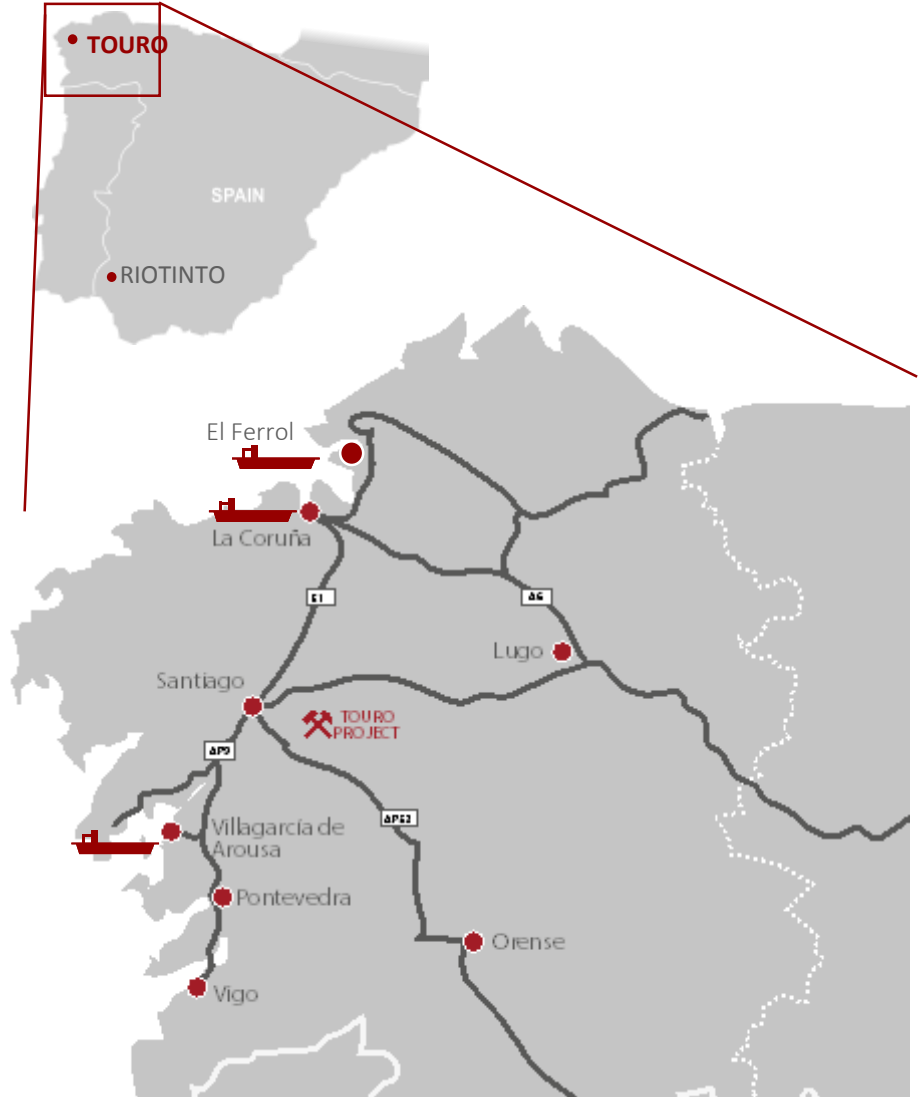 TOURO
SPAIN
RIOTINTO
El Ferrol
La Coruña
E1
A6
Lugo
Santiago
TOURO
PROJECT
AP9
AP53
Villagarcía de
Arousa
Pontevedra
Orense
Vigo